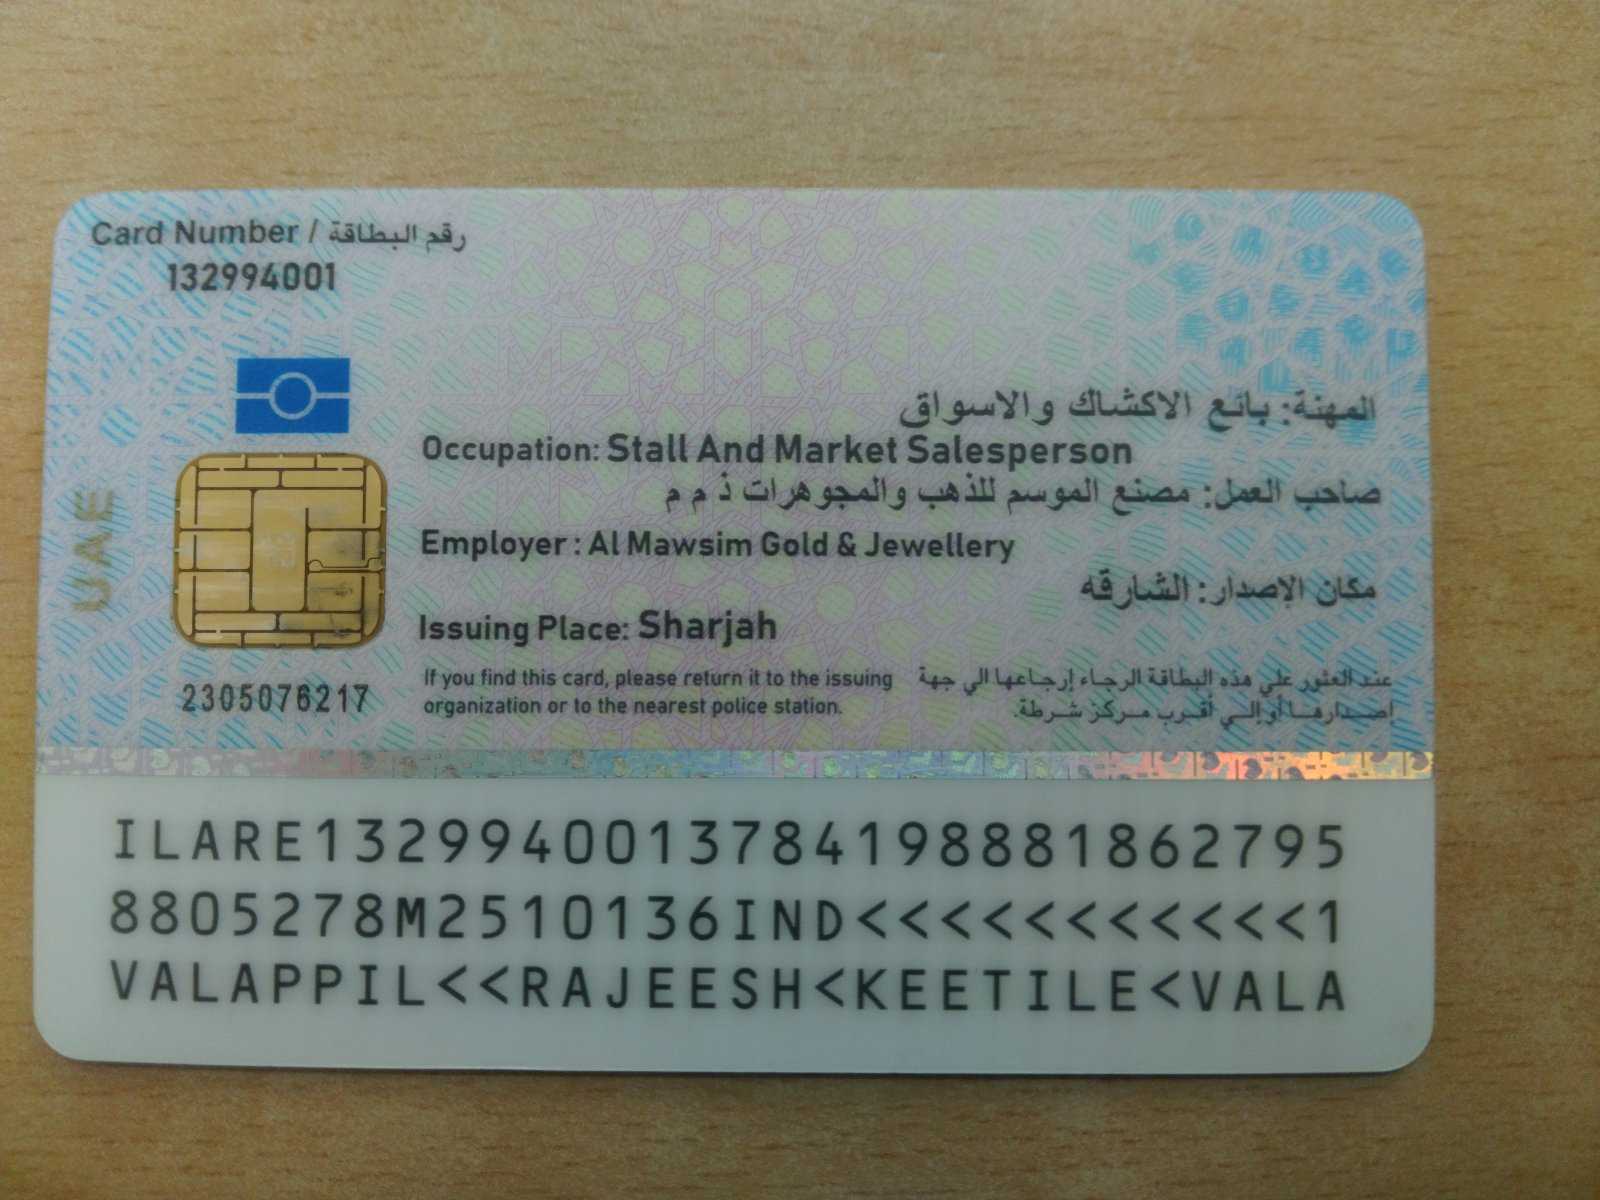 Card Number / رقم البطاقة
132994001
المهنة: بائع الاكشاك والاسواق
Occupation: Stall And Market Salesperson
صاحب العمل: مصنع الموسم للذهب والمجوهرات ذ م م
Employer : Al Mawsim Gold & Jewellery
مكان الإصدار: الشارقه
Issuing Place: Sharjah
UAE
If you find this card, please return it to the issuing
organization or to the nearest police station.
عند العثور علي هذه البطاقة الرجاء إرجاعها الي جهة
إصدارها أو إلي أقرب مركز شرطة.
2305076217
ILARE1329940013784198881862795
8805278M2510136IND<<<<<<<<<<<1
VALAPPIL<<RAJEESH<KEETILE<VALA